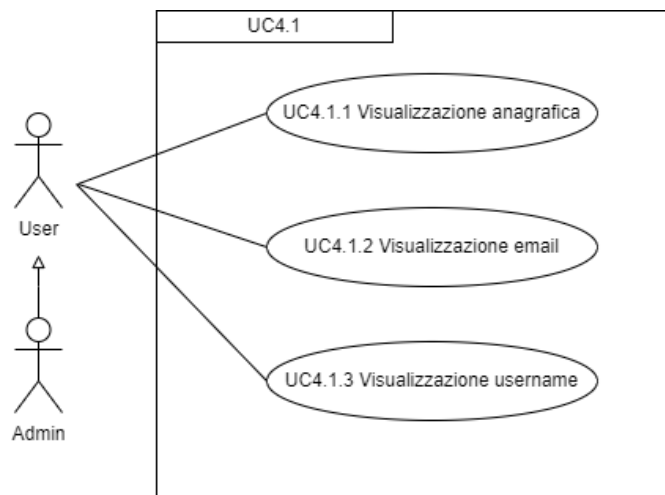 UC4.1
UC4.1.1 Visualizzazione anagrafica
User
UC4.1.2 Visualizzazione email
UC4.1.3 Visualizzazione username
Admin